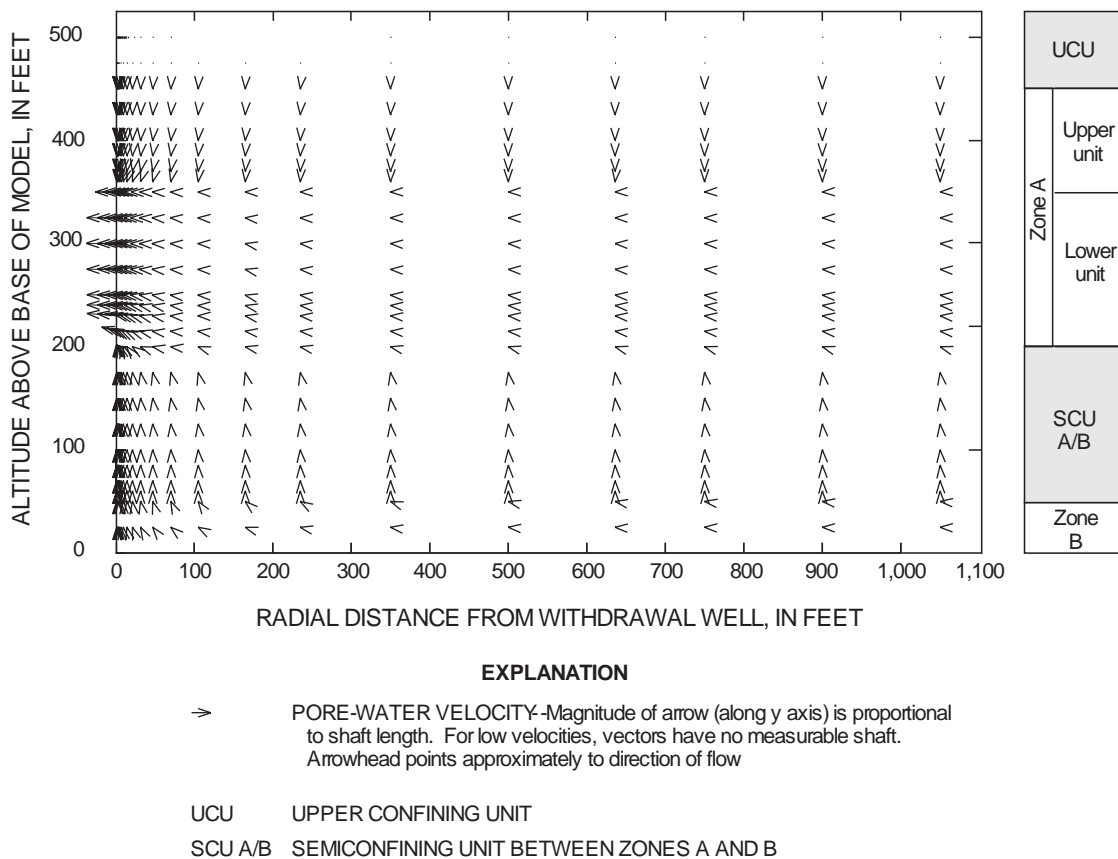 ALTITUDE ABOVE BASE OF MODEL, IN FEET
500
400
300
200
100
0
0 100 200 300 400 500 600 700 800 900 1,000 1,100
RADIAL DISTANCE FROM WITHDRAWAL WELL, IN FEET
UCU
Zone A
Upper
unit
Lower
unit
SCU
A/B
Zone
B
EXPLANATION
PORE-WATER VELOCITY--Magnitude of arrow (along y axis) is proportional
to shaft length. For low velocities, vectors have no measurable shaft.
Arrowhead points approximately to direction of flow
UCU UPPER CONFINING UNIT
SCU A/B SEMICONFINING UNIT BETWEEN ZONES A AND B